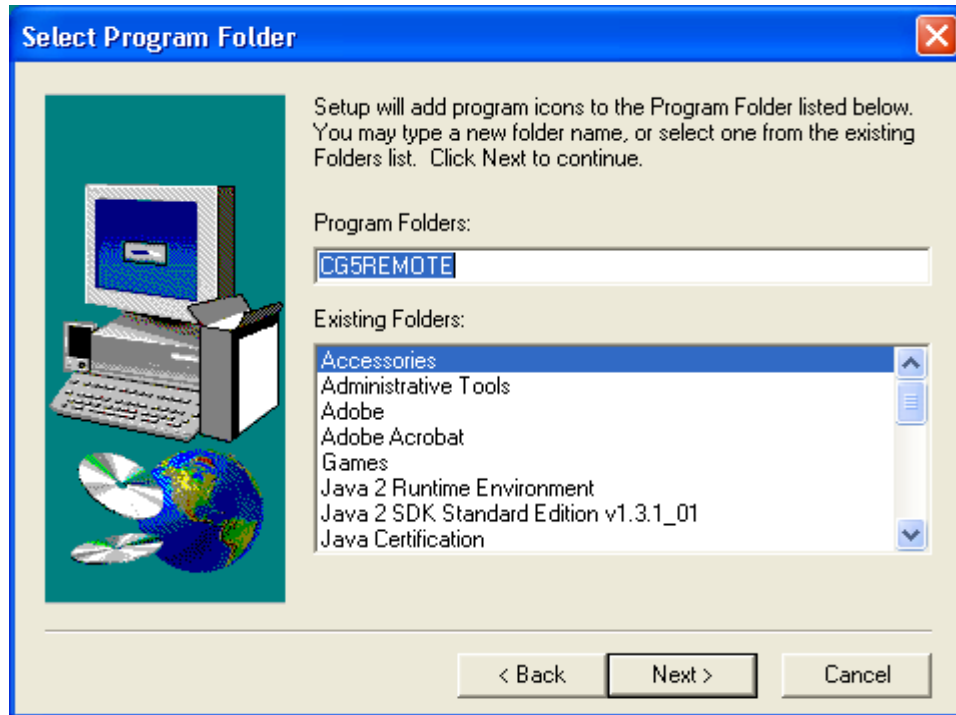 Select Program Folder
Setup will add program icons to the Program Folder listed below.
You may type a new folder name, or select one from the existing
Folders list.  Click Next to continue.
Program Folders:
CG5REMOTE
Existing Folders:
Accessories
Administrative Tools
Adobe
Adobe Acrobat
Games
Java 2 Runtime Environment
Java 2 SDK Standard Edition v1.3.1_01
Java Certification
< Back
Next >
Cancel